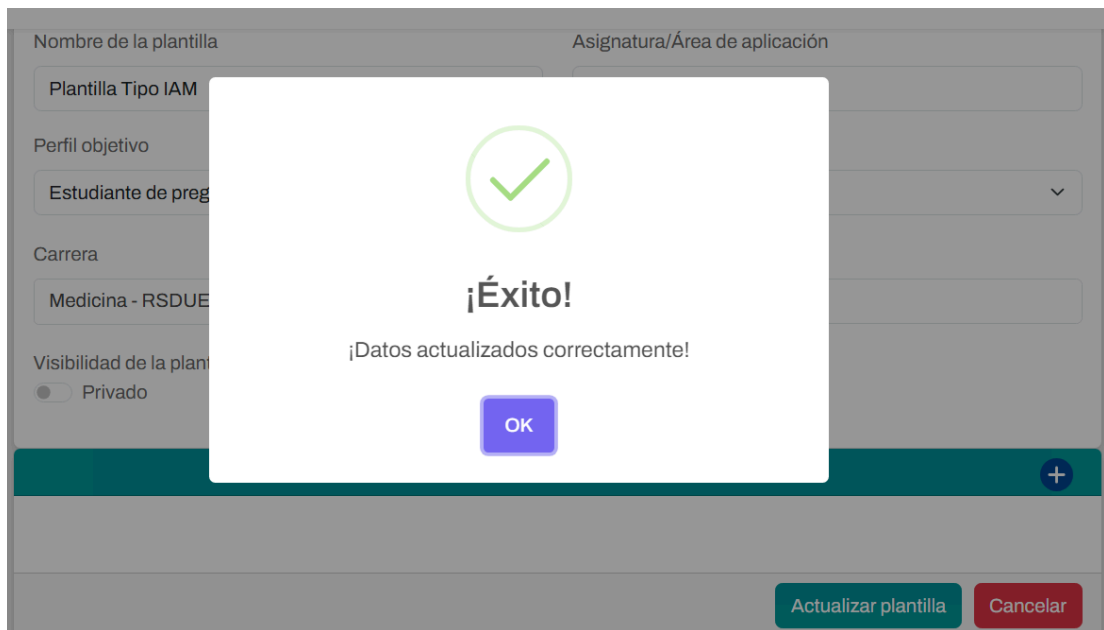 Nombre de la plantilla
Asignatura/Área de aplicación
Plantilla Tipo IAM
Perfil objetivo
Estudiante de preg
Carrera
Medicina - RSDUE
Visibilidad de la plant
Privado
¡Éxito!
¡Datos actualizados correctamente!
OK
Actualizar plantilla
Cancelar